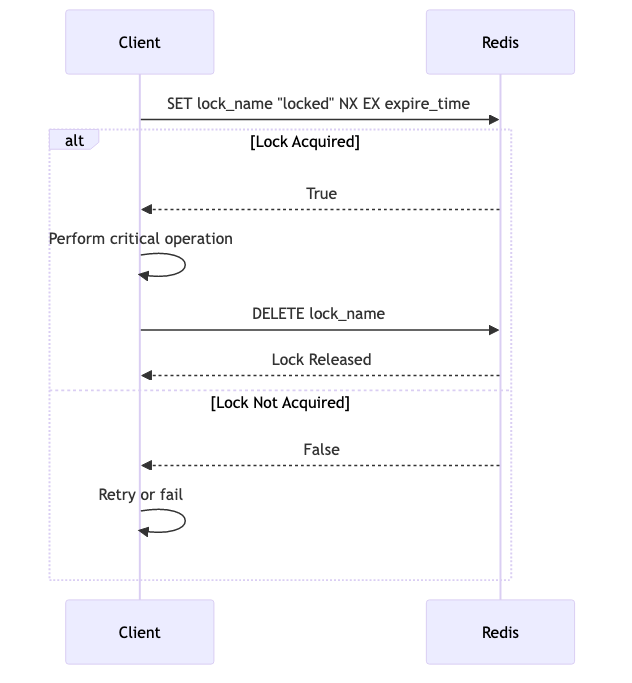 Client
Redis
SET lock_name "locked" NX EX expire_time
alt
[Lock Acquired]
True
Perform critical operation
DELETE lock_name
Lock Released
[Lock Not Acquired]
False
Retry or fail
Client
Redis